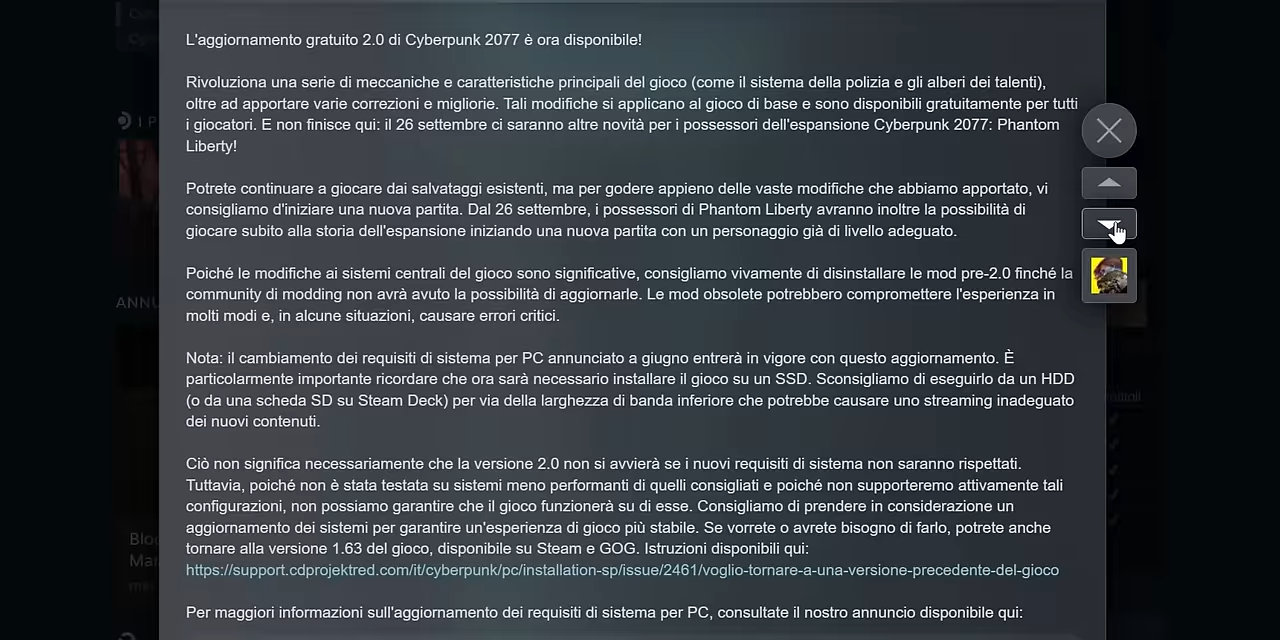 L'aggiornamento gratuito 2.0 di Cyberpunk 2077 è ora disponibile!
Rivoluziona una serie di meccaniche e caratteristiche principali del gioco (come il sistema della polizia e gli alberi dei talenti),
oltre ad apportare varie correzioni e migliorie. Tali modifiche si applicano al gioco di base e sono disponibili gratuitamente per tutti
i giocatori. E non finisce qui: il 26 settembre ci saranno altre novità per i possessori dell'espansione Cyberpunk 2077: Phantom
Liberty!
Potrete continuare a giocare dai salvataggi esistenti, ma per godere appieno delle vaste modifiche che abbiamo apportato, vi
consigliamo d'iniziare una nuova partita. Dal 26 settembre, i possessori di Phantom Liberty avranno inoltre la possibilità di
giocare subito alla storia dell'espansione iniziando una nuova partita con un personaggio già di livello adeguato.
Poiché le modifiche ai sistemi centrali del gioco sono significative, consigliamo vivamente di disinstallare le mod pre-2.0 finché la
community di modding non avrà avuto la possibilità di aggiornarle. Le mod obsolete potrebbero compromettere l'esperienza in
molti modi e, in alcune situazioni, causare errori critici.
Nota: il cambiamento dei requisiti di sistema per PC annunciato a giugno entrerà in vigore con questo aggiornamento. È
particolarmente importante ricordare che ora sarà necessario installare il gioco su un SSD. Sconsigliamo di eseguirlo da un HDD
(o da una scheda SD su Steam Deck) per via della larghezza di banda inferiore che potrebbe causare uno streaming inadeguato
dei nuovi contenuti.
Ciò non significa necessariamente che la versione 2.0 non si avvierà se i nuovi requisiti di sistema non saranno rispettati.
Tuttavia, poiché non è stata testata su sistemi meno performanti di quelli consigliati e poiché non supporteremo attivamente tali
configurazioni, non possiamo garantire che il gioco funzionerà su di esse. Consigliamo di prendere in considerazione un
aggiornamento dei sistemi per garantire un'esperienza di gioco più stabile. Se vorrete o avrete bisogno di farlo, potrete anche
tornare alla versione 1.63 del gioco, disponibile su Steam e GOG. Istruzioni disponibili qui:
https://support.cdprojektred.com/it/cyberpunk/pc/installation-sp/issue/2461/voglio-tornare-a-una-versione-precedente-del-gioco
Per maggiori informazioni sull'aggiornamento dei requisiti di sistema per PC, consultate il nostro annuncio disponibile qui: